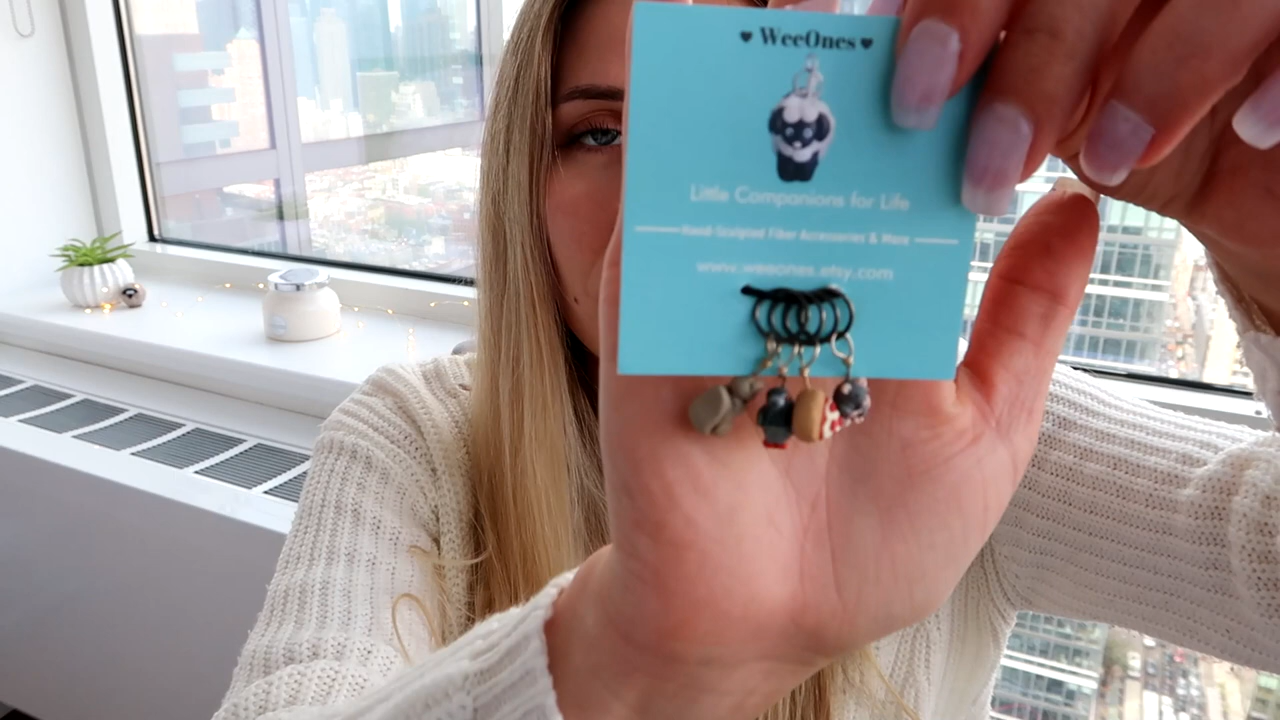 ♥ WeeOnes ♥
Little Companions for Life
Hand-Sculpted Fiber Accessories & More
www.weeones.etsy.com